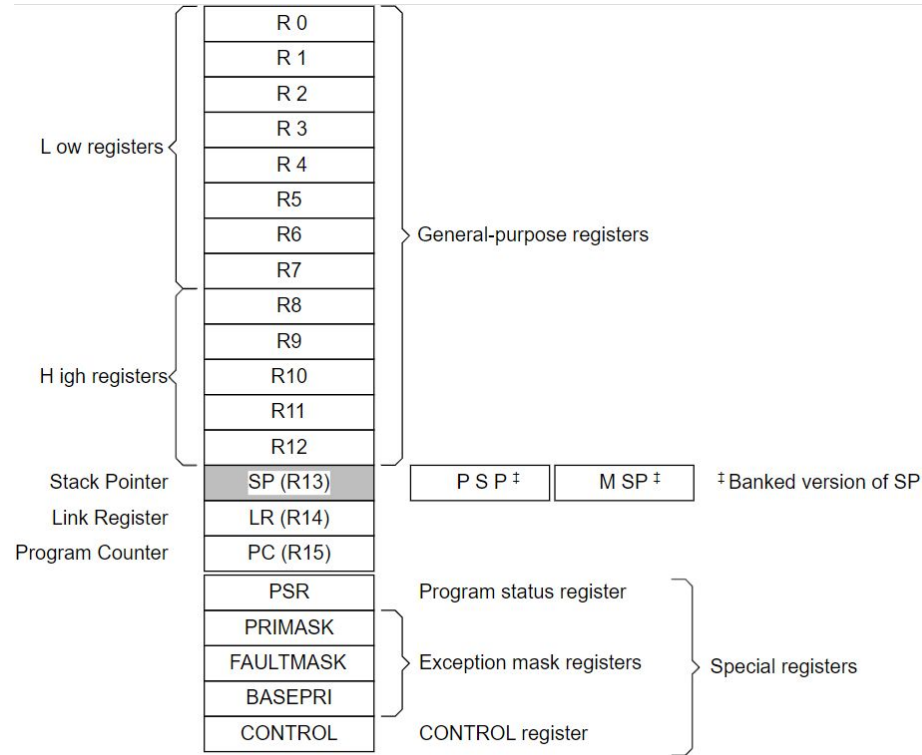 R 0
R 1
R 2
R 3
L ow registers
R 4
R5
R6
General-purpose registers
R7
R8
R9
H igh registers
R10
R11
R12
Stack Pointer SP (R13) P S P ‡ M SP ‡ ‡ Banked version of SP
Link Register LR (R14)
Program Counter PC (R15)
PSR Program status register
PRIMASK
FAULTMASK Exception mask registers Special registers
BASEPRI
CONTROL CONTROL register